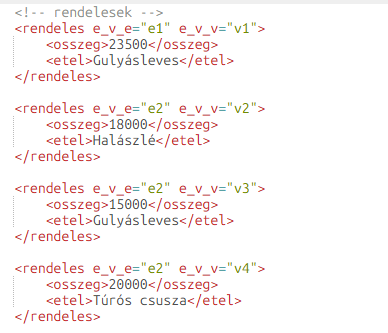 <!-- rendelesek -->
<rendeles e_v_e="e1" e_v_v="v1">
<osszeg>23500</osszeg>
<etel>Gulyásleves</etel>
</rendeles>
<rendeles e_v_e="e2" e_v_v="v2">
<osszeg>18000</osszeg>
<etel>Halászlé</etel>
</rendeles>
<rendeles e_v_e="e2" e_v_v="v3">
<osszeg>15000</osszeg>
<etel>Gulyásleves</etel>
</rendeles>
<rendeles e_v_e="e2" e_v_v="v4">
<osszeg>20000</osszeg>
<etel>Túrós csusza</etel>
</rendeles>